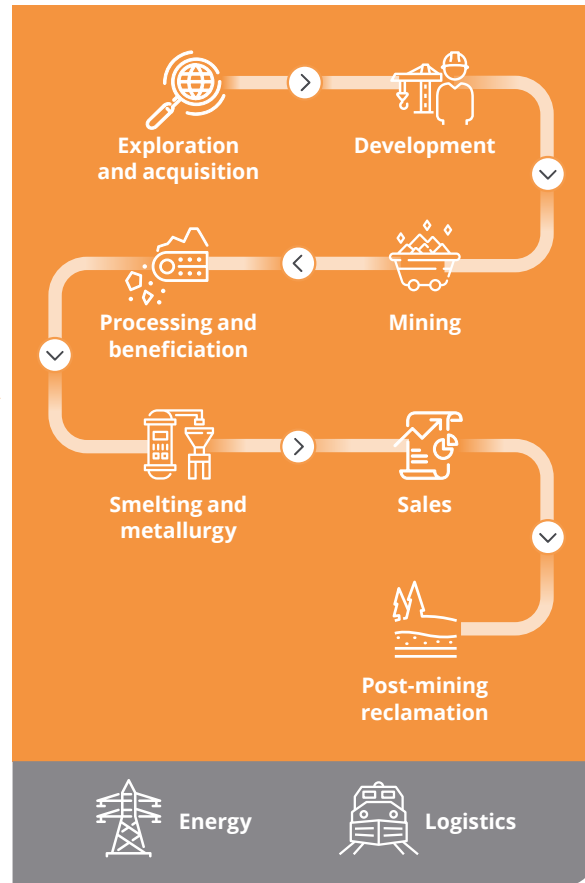 Exploration
and acquisition
Development
Processing and
beneficiation
Mining
Smelting and
metallurgy
Sales
Post-mining
reclamation
Energy
Logistics